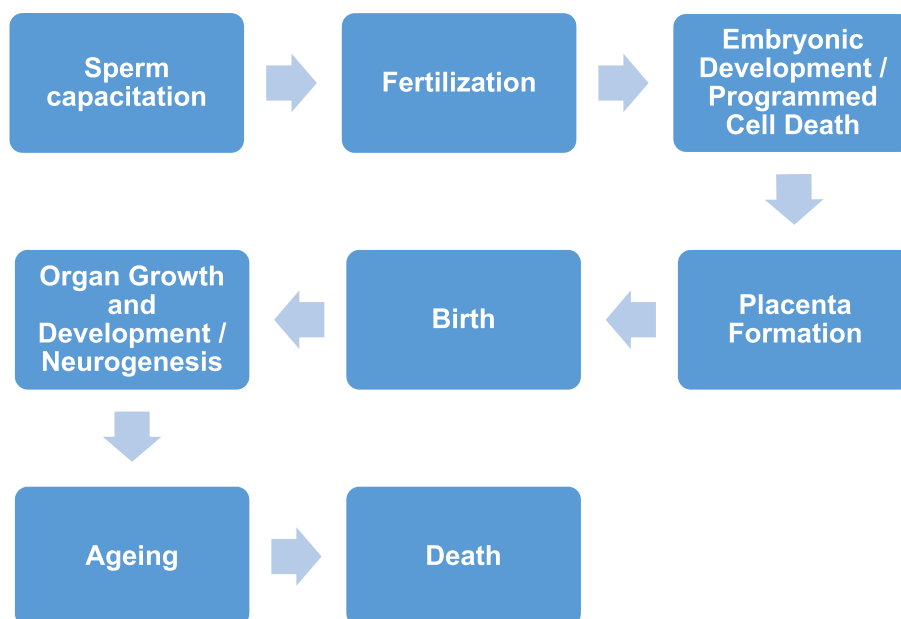 Sperm
capacitation
Fertilization
Embryonic
Development /
Programmed
Cell Death
Placenta
Formation
Birth
Organ Growth
and
Development /
Neurogenesis
Ageing
Death